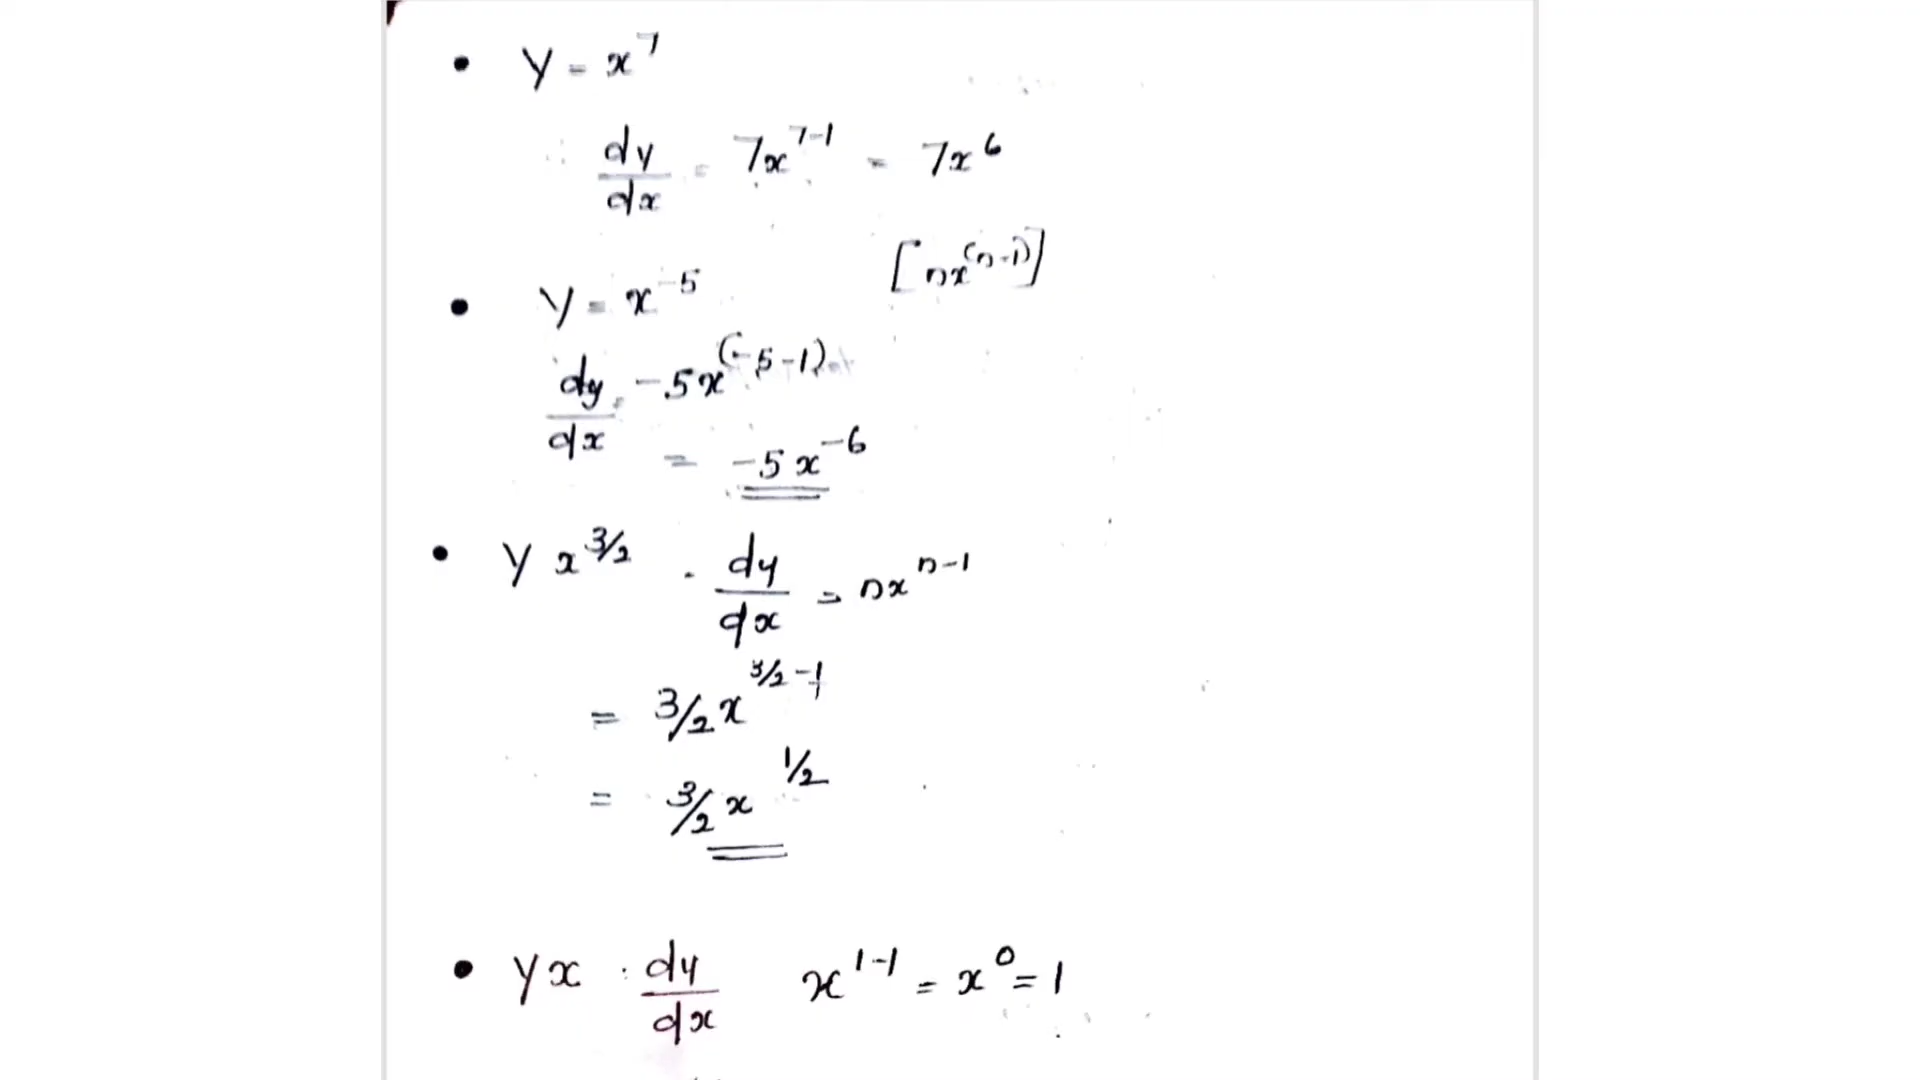 • y = x^7
dy/dx = 7x^(7-1) = 7x^6
[nx^(n-1)]
• y = x^-5
dy/dx = -5x^(-5-1)
= -5x^-6
• y x^3/2 . dy/dx = nx^n-1
= 3/2 x^3/2-1
= 3/2 x^1/2
• yx : dy/dx x^1-1 = x^0 = 1